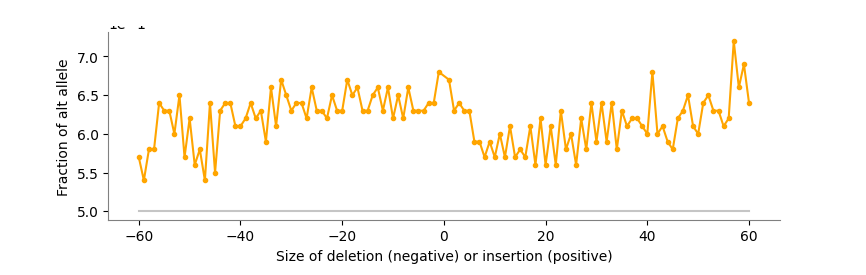 7.0
6.5
6.0
5.5
5.0
Fraction of alt allele
−60 −40 −20 0 20 40 60
Size of deletion (negative) or insertion (positive)